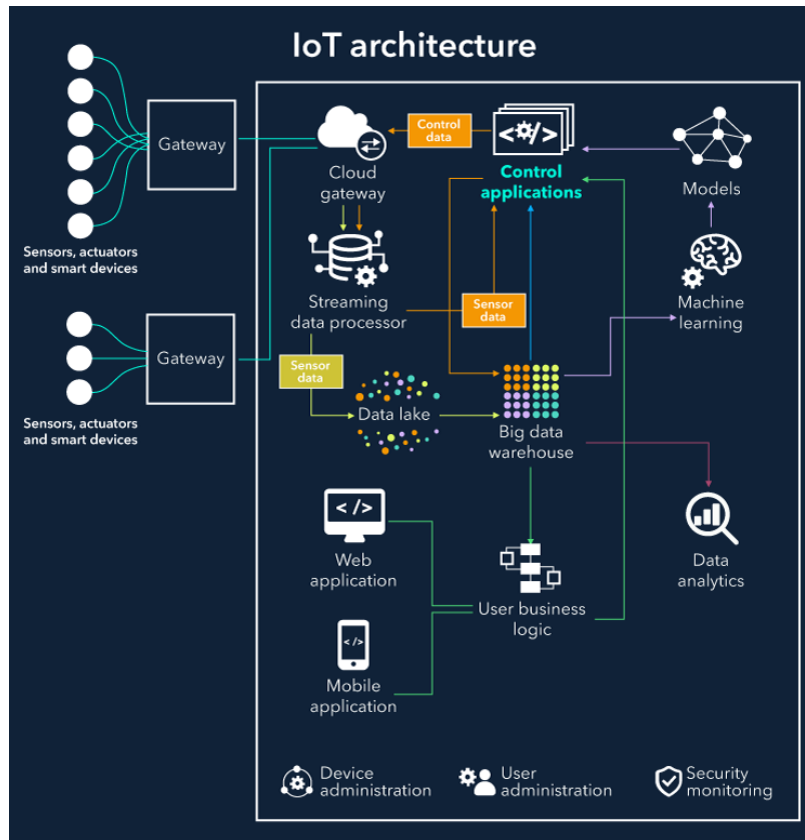 IoT architecture
Gateway
Sensors, actuators
and smart devices
Gateway
Sensors, actuators
and smart devices
Cloud
gateway
Control
data
</>
Control
applications
Models
Streaming
data processor
Sensor
data
Machine
learning
Sensor
data
Data lake
Big data
warehouse
</>
Web
application
User business
logic
Data
analytics
</>
Mobile
application
Device
administration
User
administration
Security
monitoring